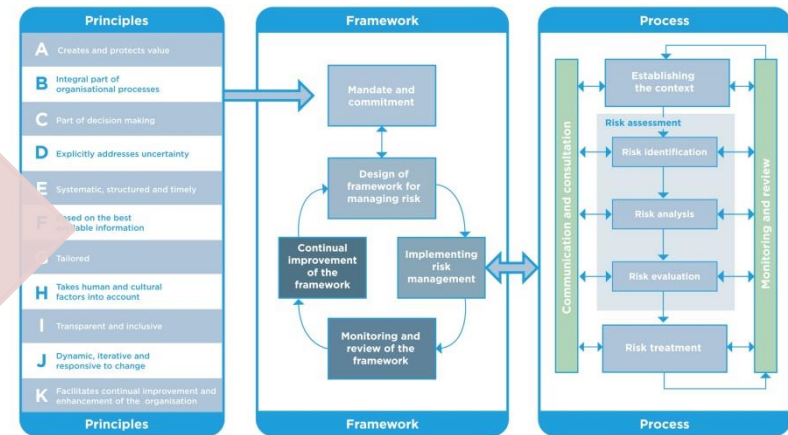 Principles
A Creates and protects value
B Integral part of
organisational processes
C Part of decision making
D Explicitly addresses uncertainty
E Systematic, structured and timely
F Based on the best
available information
G Tailored
H Takes human and cultural
factors into account
I Transparent and inclusive
J Dynamic, iterative and
responsive to change
K Facilitates continual improvement and
enhancement of the organisation
Principles
Framework
Mandate and
commitment
Design of
framework for
managing risk
Continual
improvement
of the
framework
Implementing
risk
management
Monitoring and
review of the
framework
Framework
Process
Communication and consultation
Establishing
the context
Risk assessment
Risk identification
Risk analysis
Risk evaluation
Risk treatment
Monitoring and review
Process